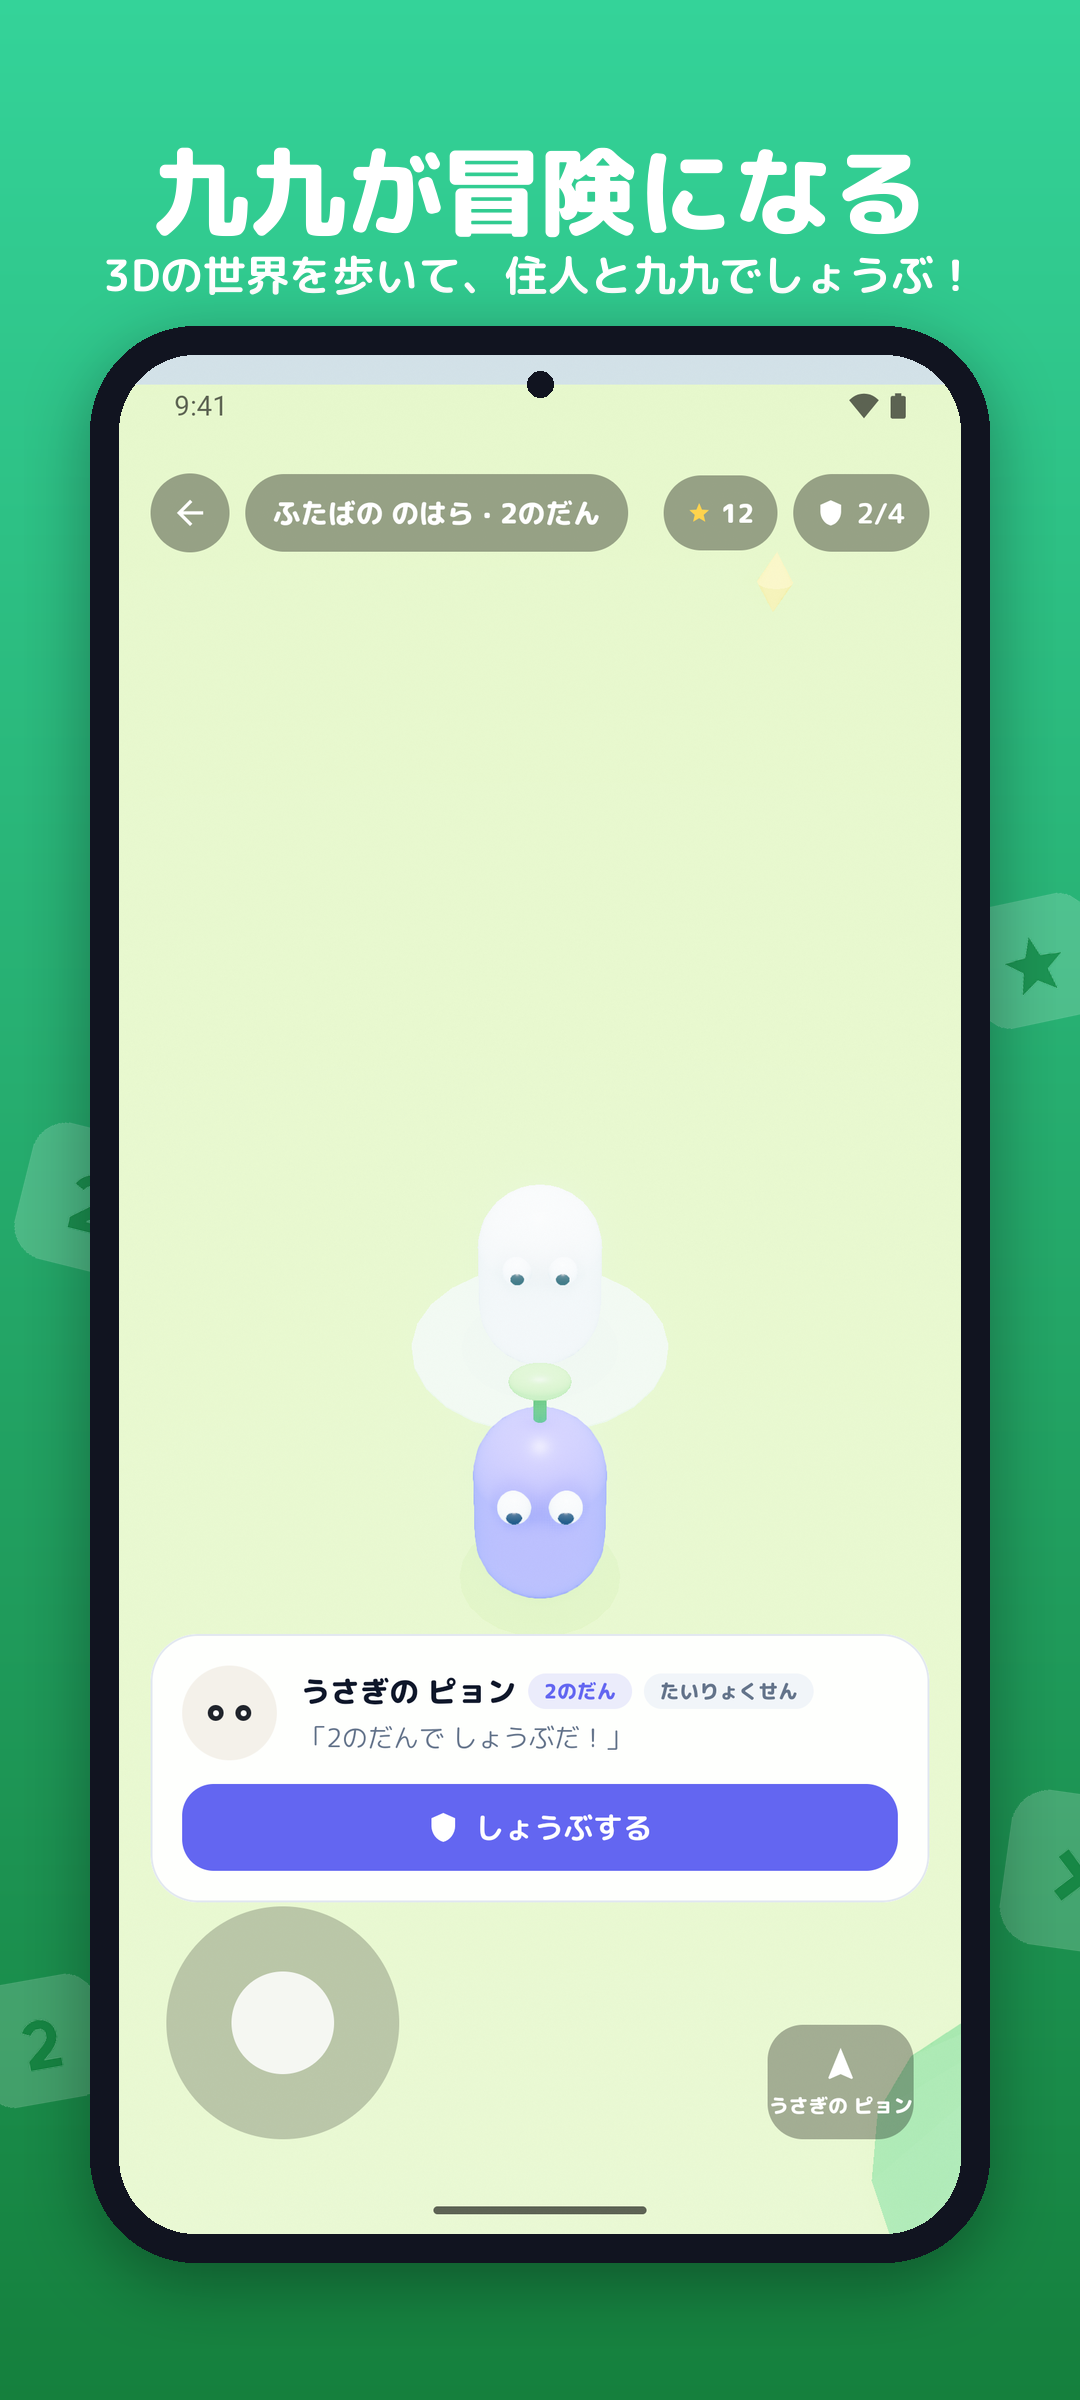 九九が冒険になる
3Dの世界を歩いて、住人と九九でしょうぶ！
9:41
ふたばの のはら・2のだん
12
2/4
2
うさぎの ピョン
2のだん
たいりょくせん
「2のだんで しょうぶだ！」
しょうぶする
×
2
うさぎの ピョン